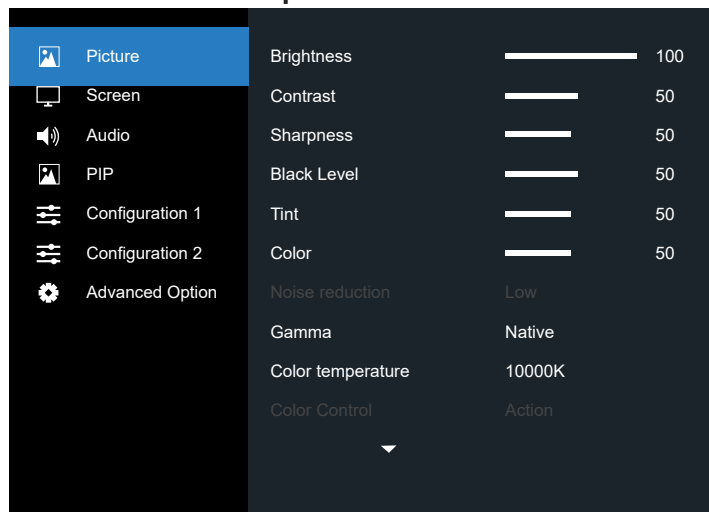 Picture
Screen
Audio
PIP
Configuration 1
Configuration 2
Advanced Option
Brightness 100
Contrast 50
Sharpness 50
Black Level 50
Tint 50
Color 50
Noise reduction Low
Gamma Native
Color temperature 10000K
Color Control Action